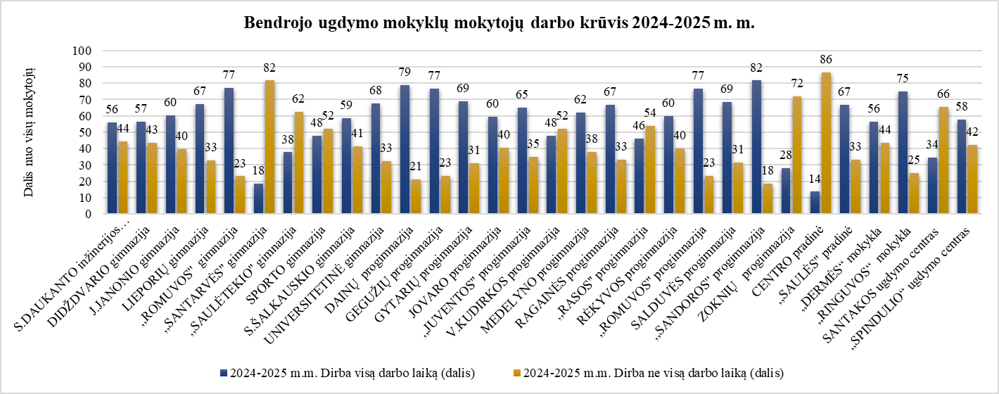 Bendrojo ugdymo mokyklų mokytojų darbo krūvis 2024-2025 m. m.
Dalis nuo visų mokytojų
100
90
80
70
60
50
40
30
20
10
0
56 44
57 43
60 40
67 33
77 23
18 82
38 62
48 52
59 41
68 33
79 21
77 23
69 31
60 40
65 35
48 52
62 38
67 33
46 54
60 40
77 23
69 31
82 18
28 72
14 86
67 33
56 44
75 25
34 66
58 42
S.DAUKANTO inžinerijos…
DIDŽDVARIO gimnazija
J.JANONIO gimnazija
LIEPORIŲ gimnazija
„ROMUVOS" gimnazija
„SANTARVĖS" gimnazija
„SAULĖTEKIO" gimnazija
SPORTO gimnazija
S.ŠALKAUSKIO gimnazija
UNIVERSITETINĖ gimnazija
DAINŲ progimnazija
GEGUŽIŲ progimnazija
GYTARIŲ progimnazija
JOVARO progimnazija
„JUVENTOS" progimnazija
V.KUDIRKOS progimnazija
MEDELYNO progimnazija
RAGAINĖS progimnazija
„RASOS" progimnazija
RĖKYVOS progimnazija
„ROMUVOS" progimnazija
SALDUVĖS progimnazija
„SANDOROS" progimnazija
ZOKNIŲ progimnazija
CENTRO pradinė
„SAULĖS" pradinė
„DERMĖS“ mokykla
„RINGUVOS“ mokykla
SANTAKOS ugdymo centras
„SPINDULIO“ ugdymo centras
2024-2025 m.m. Dirba visą darbo laiką (dalis)
2024-2025 m.m. Dirba ne visą darbo laiką (dalis)